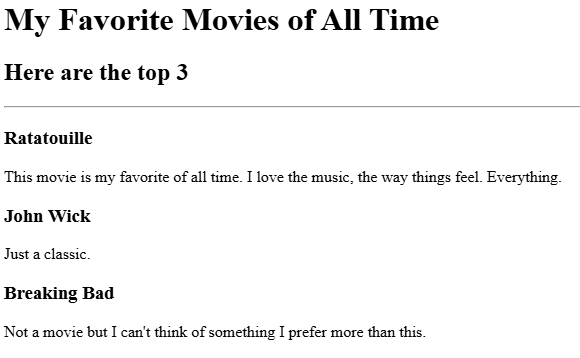 My Favorite Movies of All Time
Here are the top 3
Ratatouille
This movie is my favorite of all time. I love the music, the way things feel. Everything.
John Wick
Just a classic.
Breaking Bad
Not a movie but I can't think of something I prefer more than this.